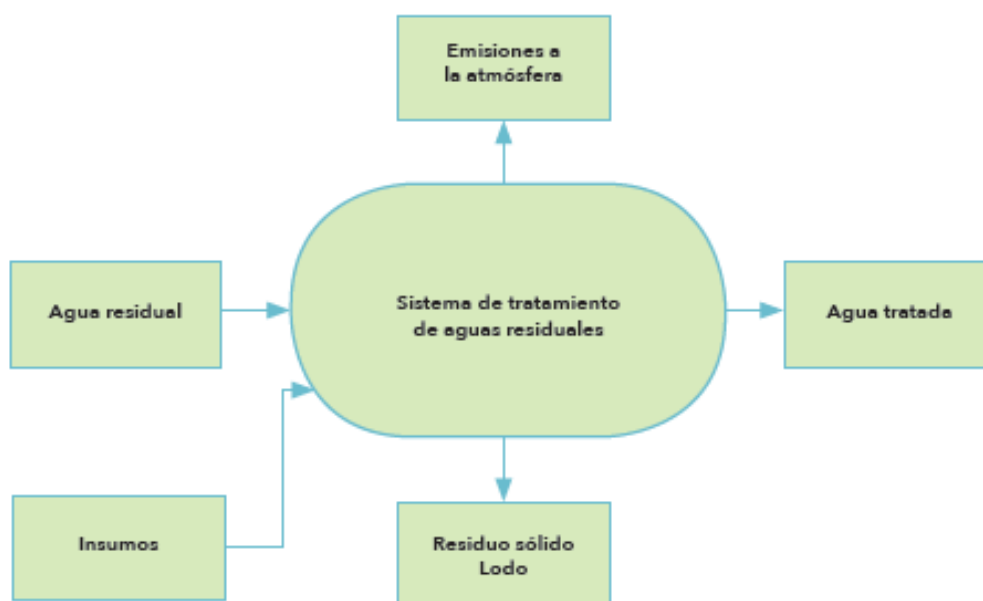 Emisiones a
la atmósfera
Agua residual
Sistema de tratamiento
de aguas residuales
Agua tratada
Insumos
Residuo sólido
Lodo